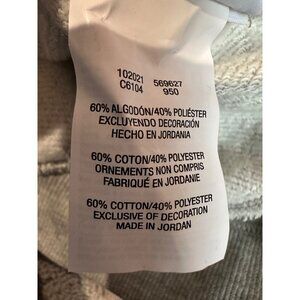 102021 569627
C6104 950
60% ALGODÓN/40% POLIÉSTER
EXCLUYENDO DECORACIÓN
HECHO EN JORDANIA
60% COTON/40% POLYESTER
ORNEMENTS NON COMPRIS
FABRIQUÉ EN JORDANIE
60% COTTON/40% POLYESTER
EXCLUSIVE OF DECORATION
MADE IN JORDAN